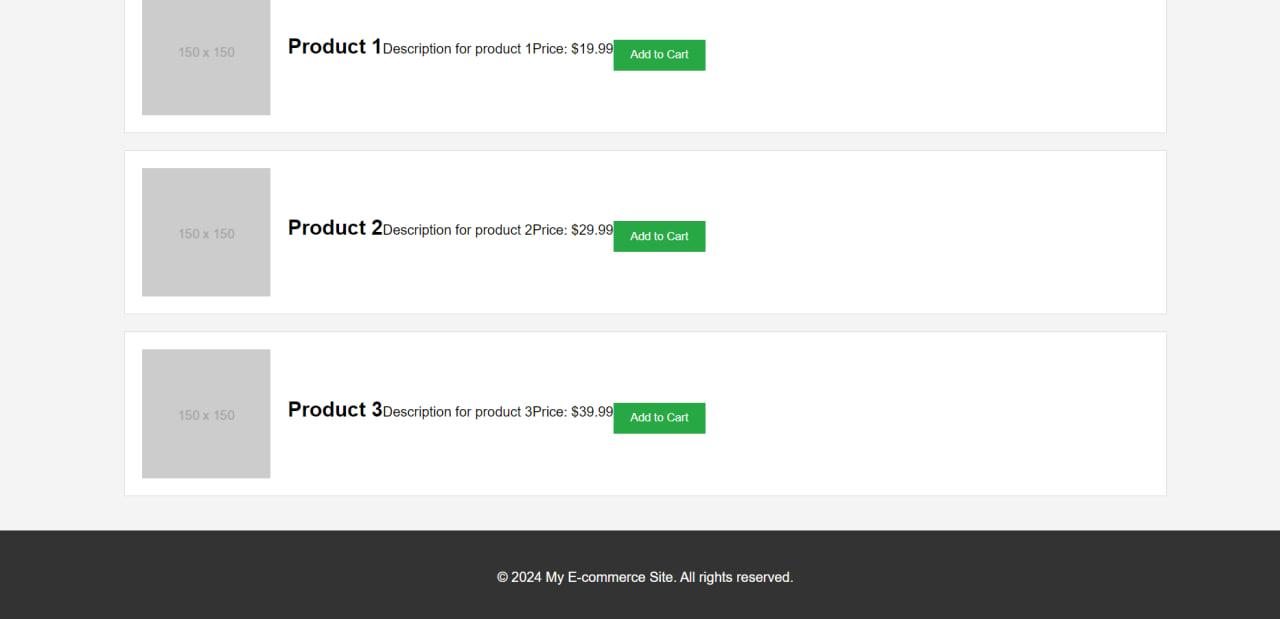 150 x 150
Product 1Description for product 1Price: $19.99 Add to Cart
150 x 150
Product 2Description for product 2Price: $29.99 Add to Cart
150 x 150
Product 3Description for product 3Price: $39.99 Add to Cart
© 2024 My E-commerce Site. All rights reserved.